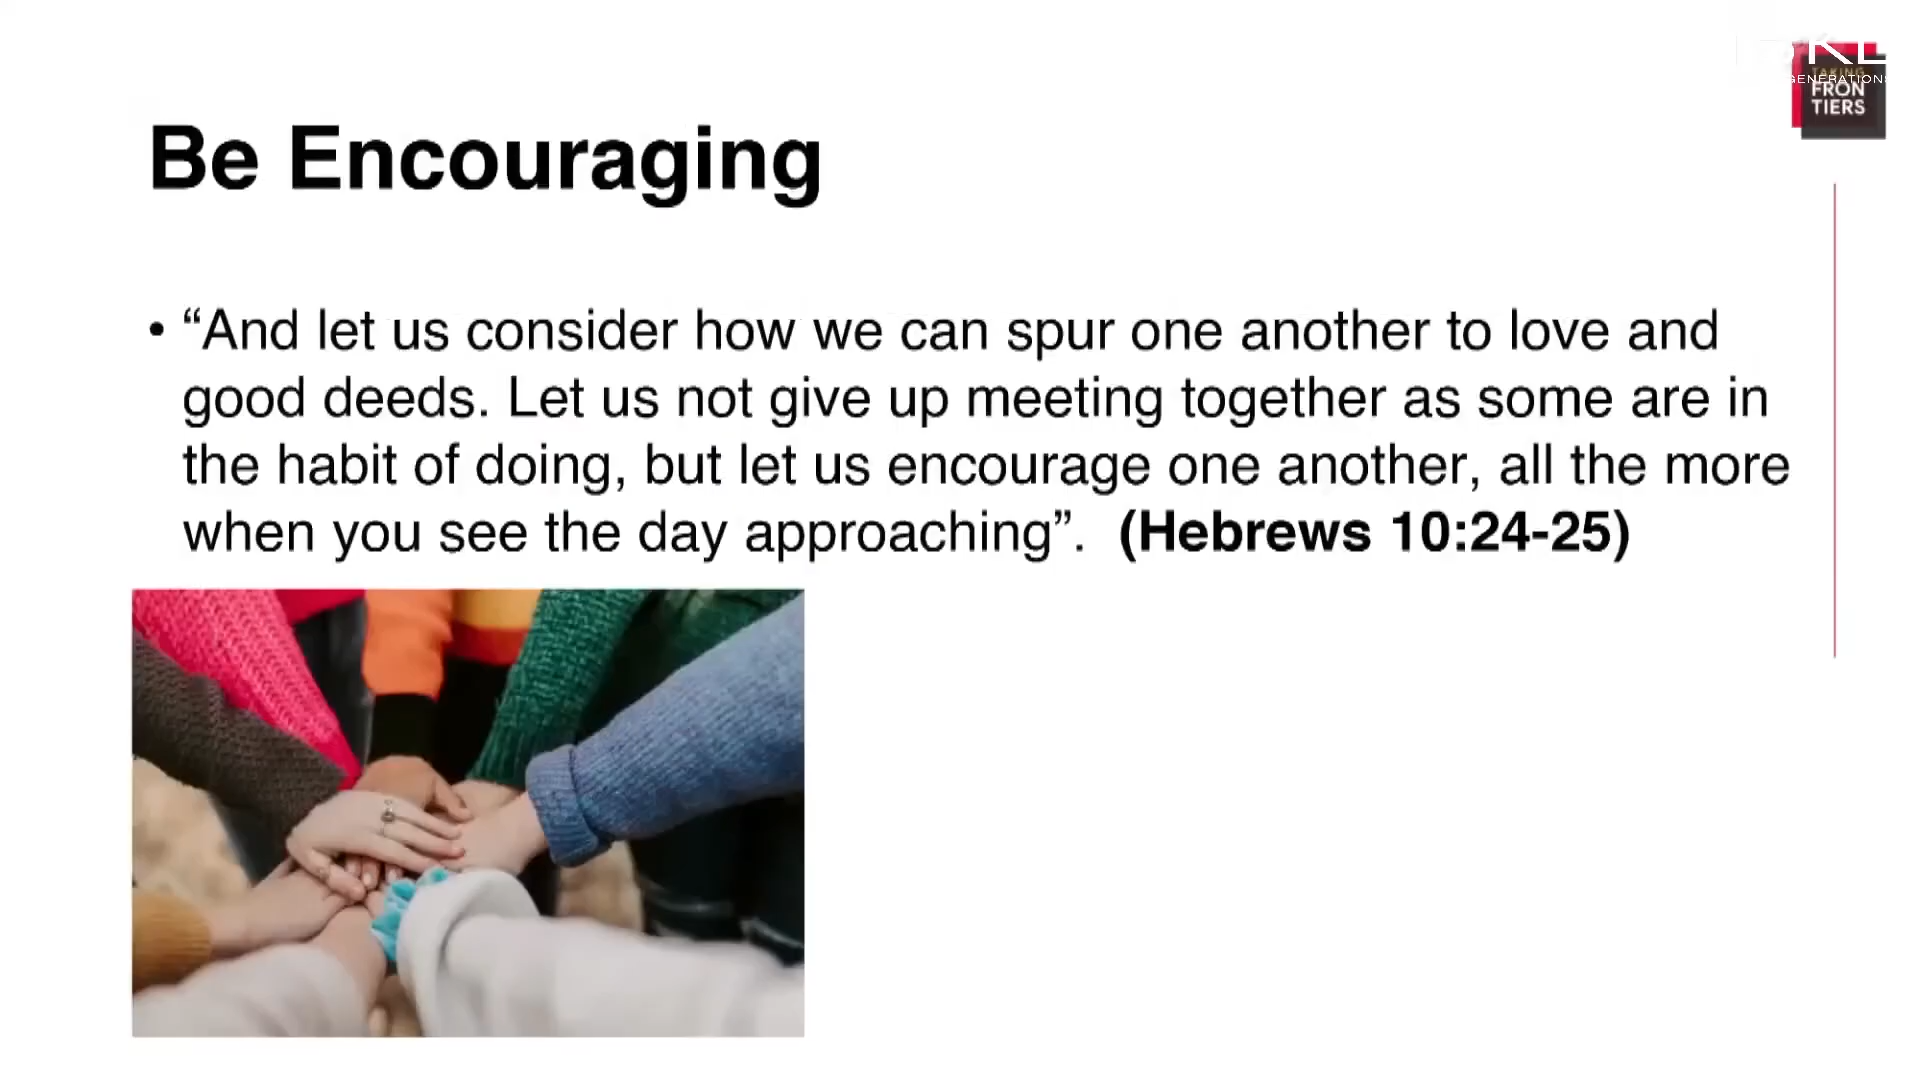 GENERATIONS
TAKING
FRON
TIERS
Be Encouraging
• “And let us consider how we can spur one another to love and
good deeds. Let us not give up meeting together as some are in
the habit of doing, but let us encourage one another, all the more
when you see the day approaching”. (Hebrews 10:24-25)